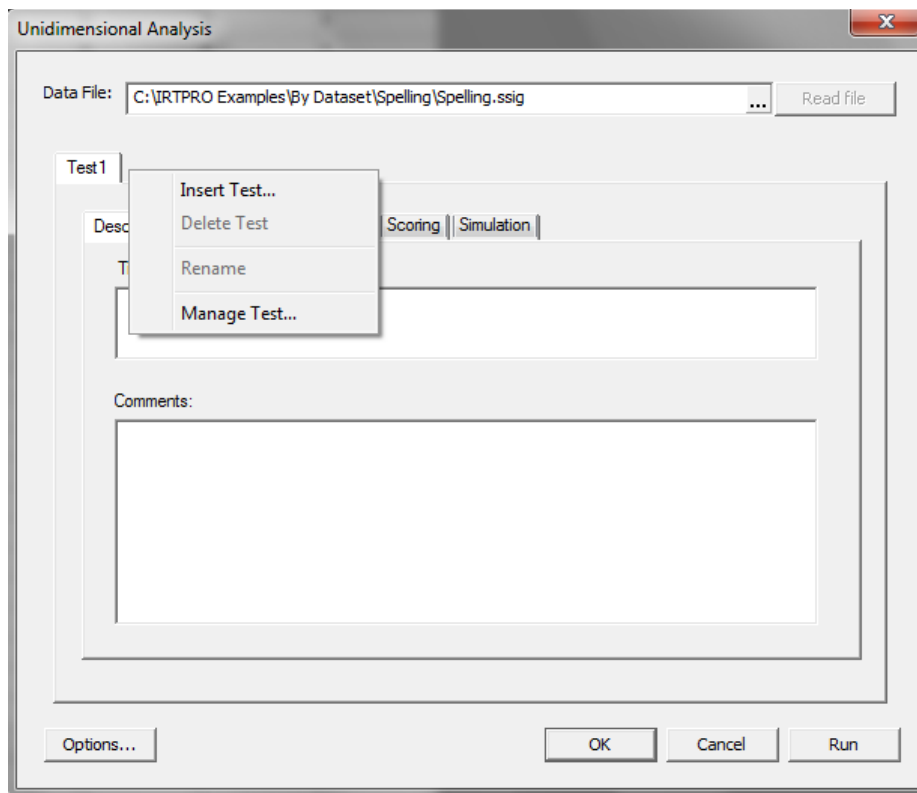 Unidimensional Analysis
Data File: C:\IRTPRO Examples\By Dataset\Spelling\Spelling.ssig ... Read file
Test1
Insert Test...
Delete Test
Rename
Manage Test...
Scoring Simulation
Comments:
Options... OK Cancel Run